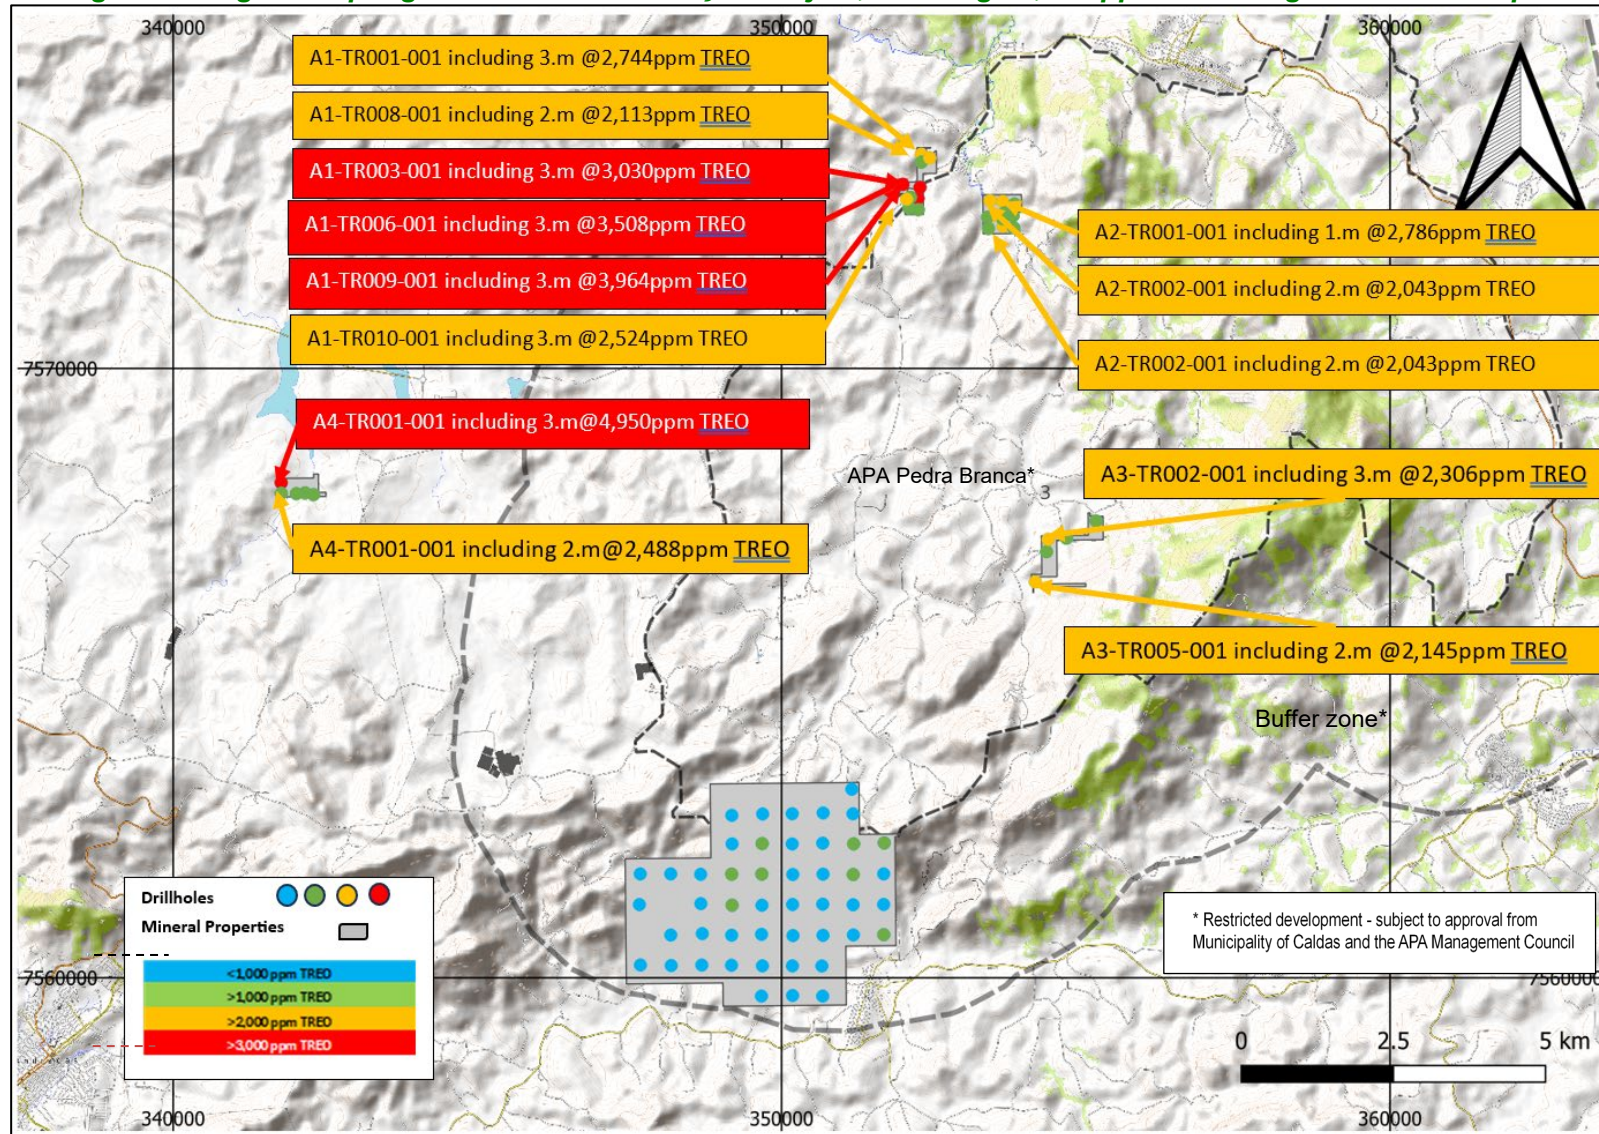 340000
350000
360000
A1-TR001-001 including 3.m @2,744ppm TREO
A1-TR008-001 including 2.m @2,113ppm TREO
A1-TR003-001 including 3.m @3,030ppm TREO
A1-TR006-001 including 3.m @3,508ppm TREO
A1-TR009-001 including 3.m @3,964ppm TREO
A1-TR010-001 including 3.m @2,524ppm TREO
A2-TR001-001 including 1.m @2,786ppm TREO
A2-TR002-001 including 2.m @2,043ppm TREO
A2-TR002-001 including 2.m @2,043ppm TREO
7570000
A4-TR001-001 including 3.m@4,950ppm TREO
A4-TR001-001 including 2.m@2,488ppm TREO
APA Pedra Branca*
3
A3-TR002-001 including 3.m @2,306ppm TREO
A3-TR005-001 including 2.m @2,145ppm TREO
Buffer zone*
Drillholes
Mineral Properties
<1,000 ppm TREO
>1,000 ppm TREO
>2,000 ppm TREO
>3,000 ppm TREO
* Restricted development - subject to approval from
Municipality of Caldas and the APA Management Council
7560000
7560000
0 2.5 5 km
340000
350000
360000